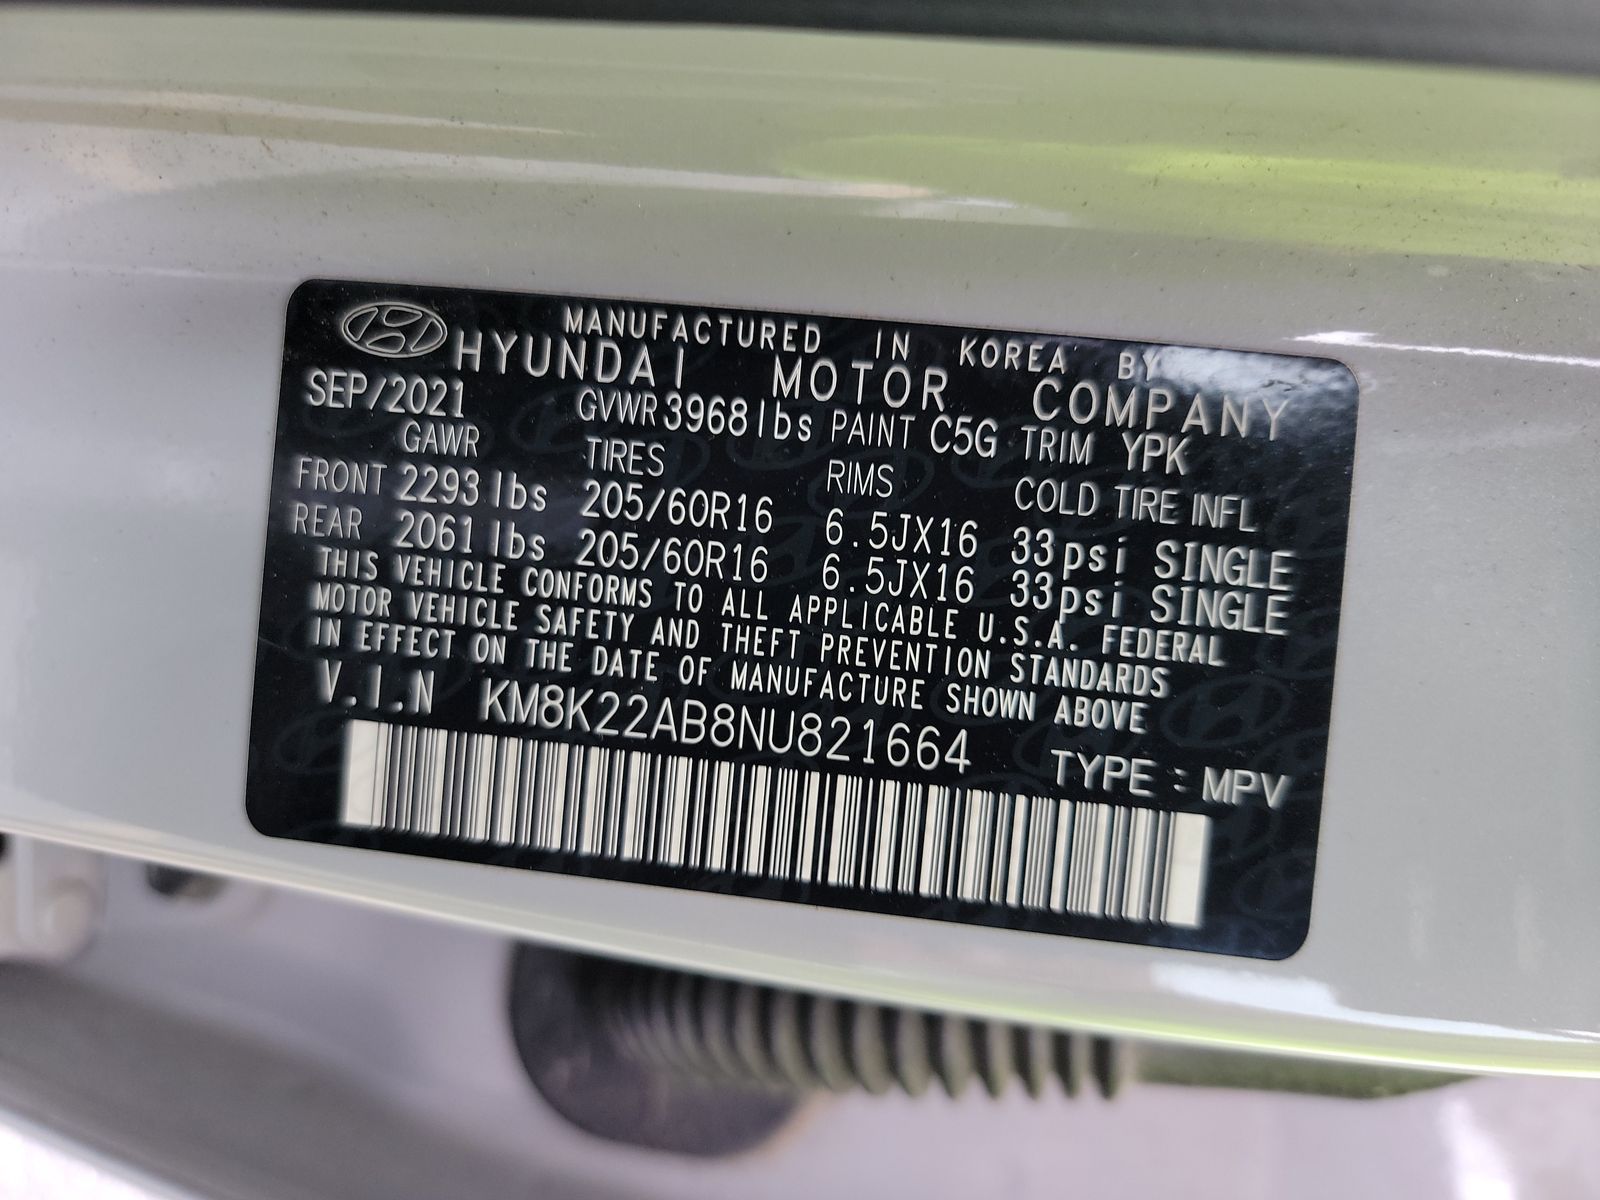 MANUFACTURED IN KOREA BY
HYUNDAI MOTOR COMPANY
SEP/2021 GVWR 3968 lbs PAINT C5G TRIM YPK
GAWR TIRES RIMS COLD TIRE INFL
FRONT 2293 lbs 205/60R16 6.5JX16 33psi SINGLE
REAR 2061 lbs 205/60R16 6.5JX16 33psi SINGLE
THIS VEHICLE CONFORMS TO ALL APPLICABLE U.S.A. FEDERAL
MOTOR VEHICLE SAFETY AND THEFT PREVENTION STANDARDS
IN EFFECT ON THE DATE OF MANUFACTURE SHOWN ABOVE
V.I.N KM8K22AB8NU821664
TYPE : MPV